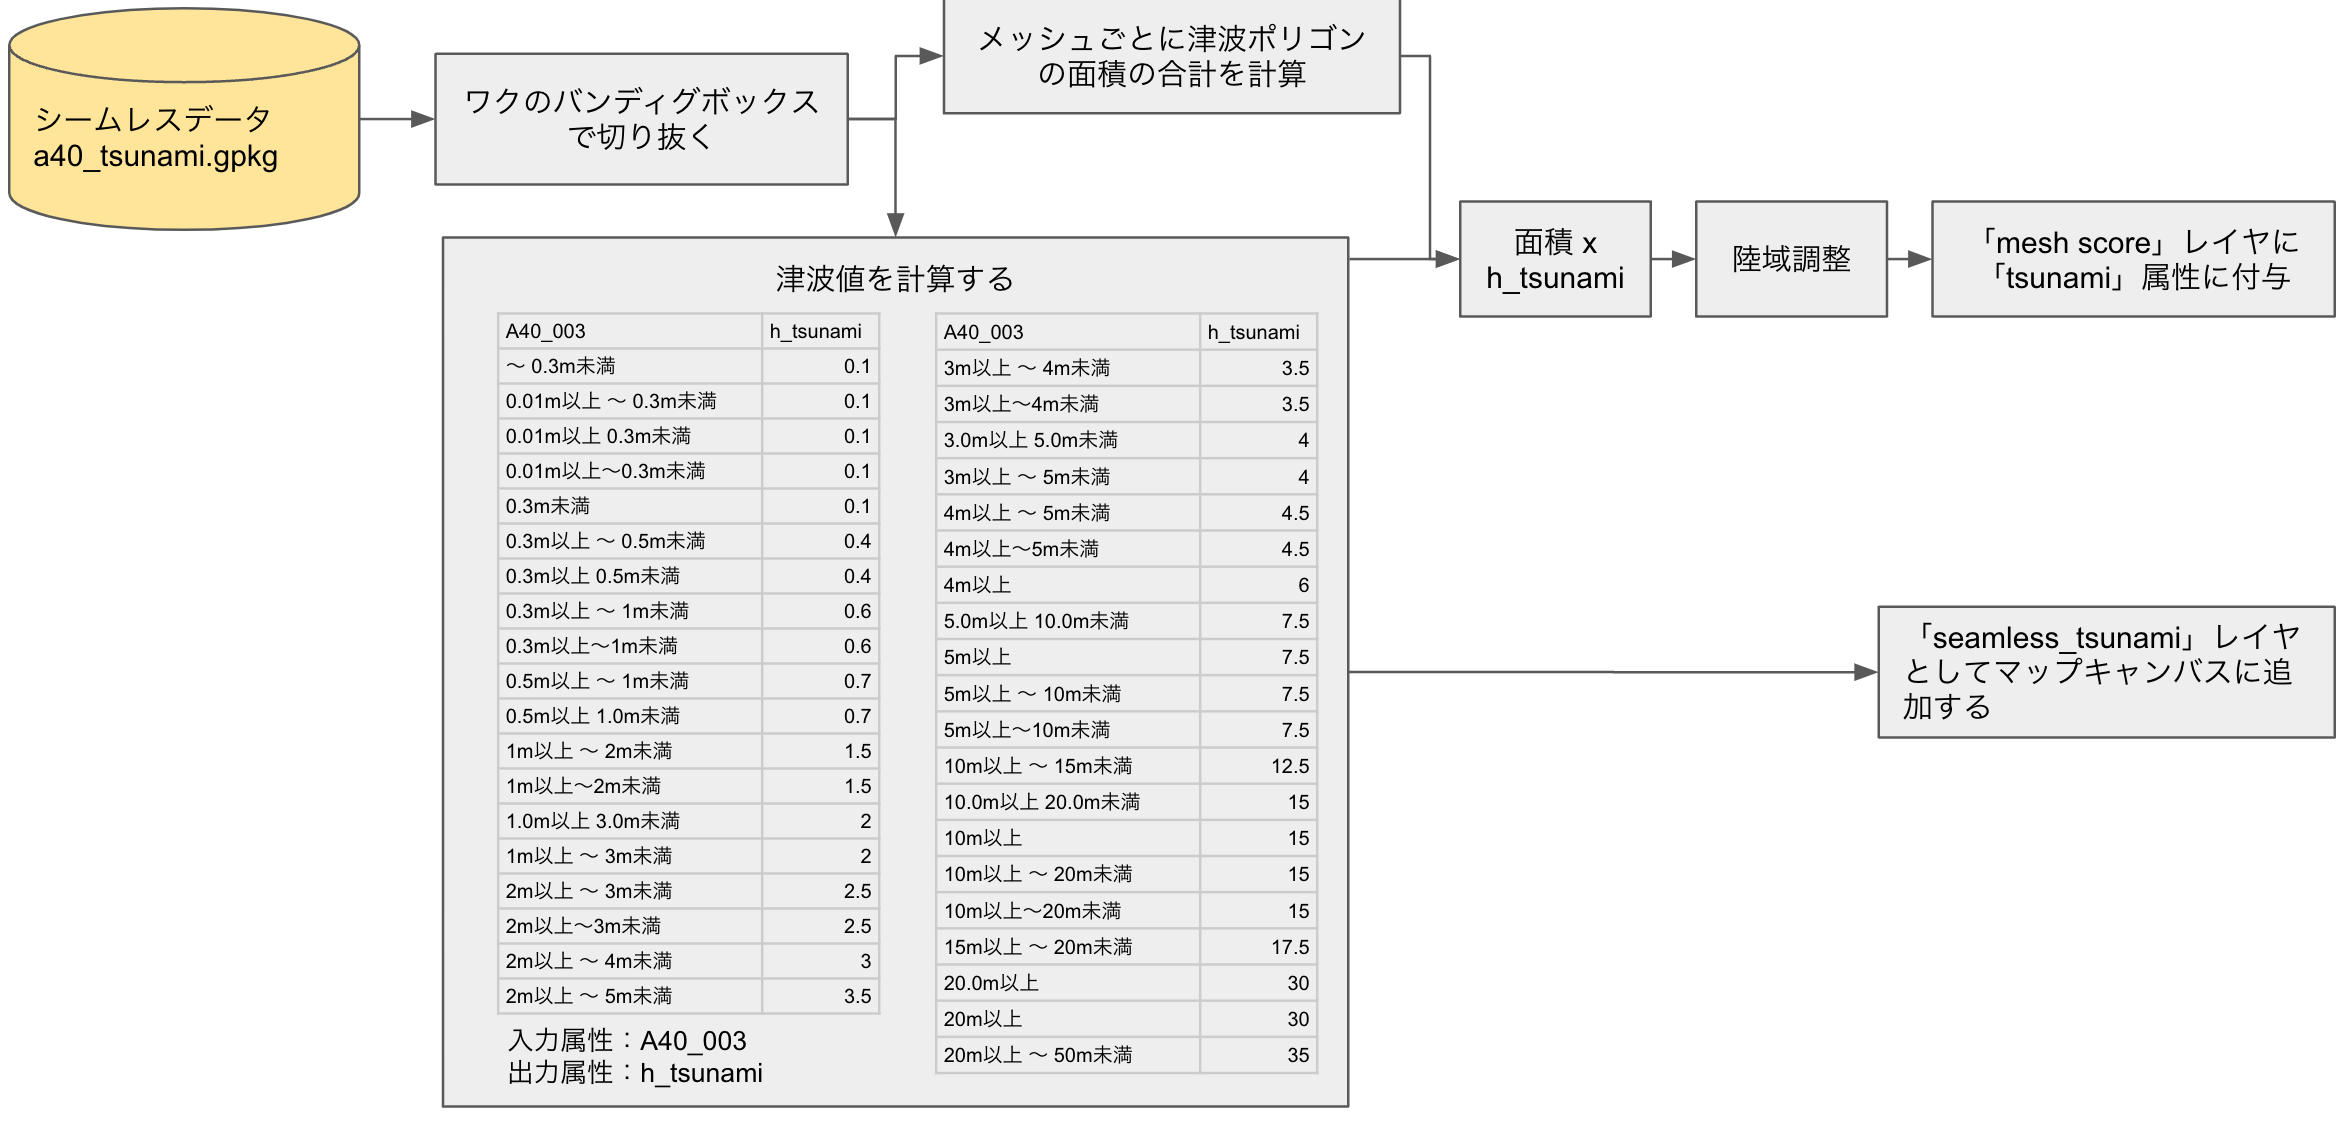 シームレスデータ
a40_tsunami.gpkg
ワクのバンディグボックス
で切り抜く
メッシュごとに津波ポリゴン
の面積の合計を計算
津波値を計算する
A40_003 h_tsunami
～ 0.3m未満 0.1
0.01m以上 ～ 0.3m未満 0.1
0.01m以上 0.3m未満 0.1
0.01m以上～0.3m未満 0.1
0.3m未満 0.1
0.3m以上 ～ 0.5m未満 0.4
0.3m以上 0.5m未満 0.4
0.3m以上 ～ 1m未満 0.6
0.3m以上～1m未満 0.6
0.5m以上 ～ 1m未満 0.7
0.5m以上 1.0m未満 0.7
1m以上 ～ 2m未満 1.5
1m以上～2m未満 1.5
1.0m以上 3.0m未満 2
1m以上 ～ 3m未満 2
2m以上 ～ 3m未満 2.5
2m以上～3m未満 2.5
2m以上 ～ 4m未満 3
2m以上 ～ 5m未満 3.5
A40_003 h_tsunami
3m以上 ～ 4m未満 3.5
3m以上～4m未満 3.5
3.0m以上 5.0m未満 4
3m以上 ～ 5m未満 4
4m以上 ～ 5m未満 4.5
4m以上～5m未満 4.5
4m以上 6
5.0m以上 10.0m未満 7.5
5m以上 7.5
5m以上 ～ 10m未満 7.5
5m以上～10m未満 7.5
10m以上 ～ 15m未満 12.5
10.0m以上 20.0m未満 15
10m以上 15
10m以上 ～ 20m未満 15
10m以上～20m未満 15
15m以上 ～ 20m未満 17.5
20.0m以上 30
20m以上 30
20m以上 ～ 50m未満 35
入力属性：A40_003
出力属性：h_tsunami
面積 x
h_tsunami
陸域調整
「mesh score」レイヤに
「tsunami」属性に付与
「seamless_tsunami」レイヤ
としてマップキャンバスに追
加する